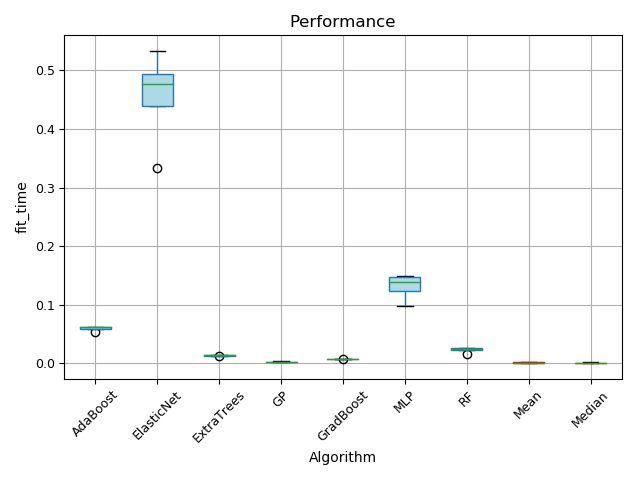 Performance
fit_time
0.5
0.4
0.3
0.2
0.1
0.0
AdaBoost
ElasticNet
ExtraTrees
GP
GradBoost
MLP
RF
Mean
Median
Algorithm